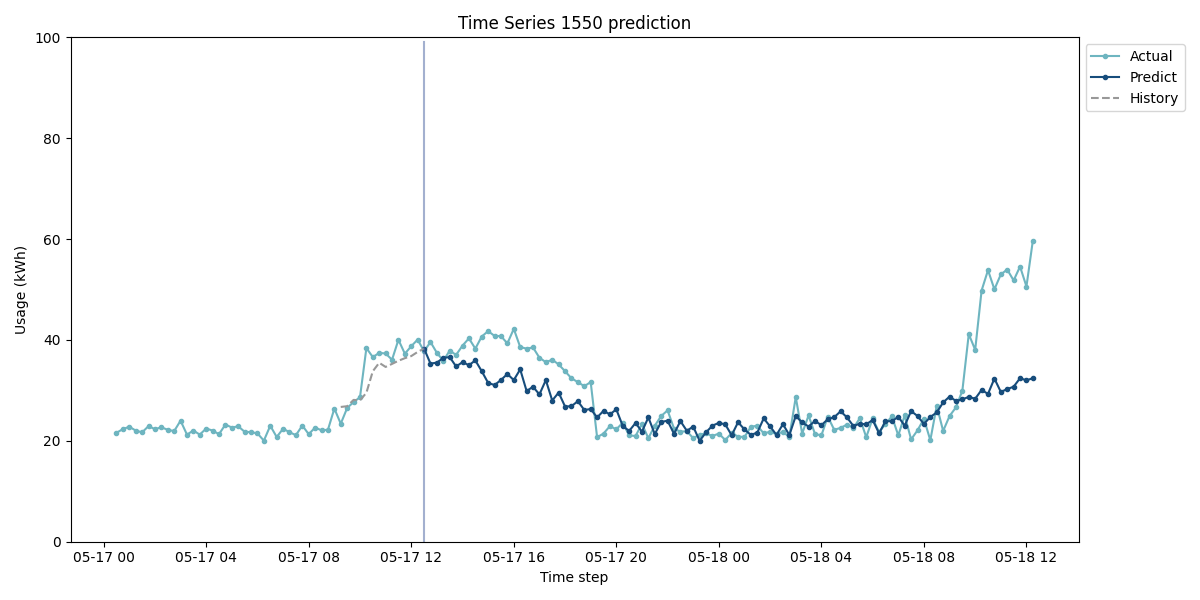 Time Series 1550 prediction
100
80
60
40
20
0
Usage (kWh)
05-17 00
05-17 04
05-17 08
05-17 12
05-17 16
05-17 20
05-18 00
05-18 04
05-18 08
05-18 12
Time step
Actual
Predict
History